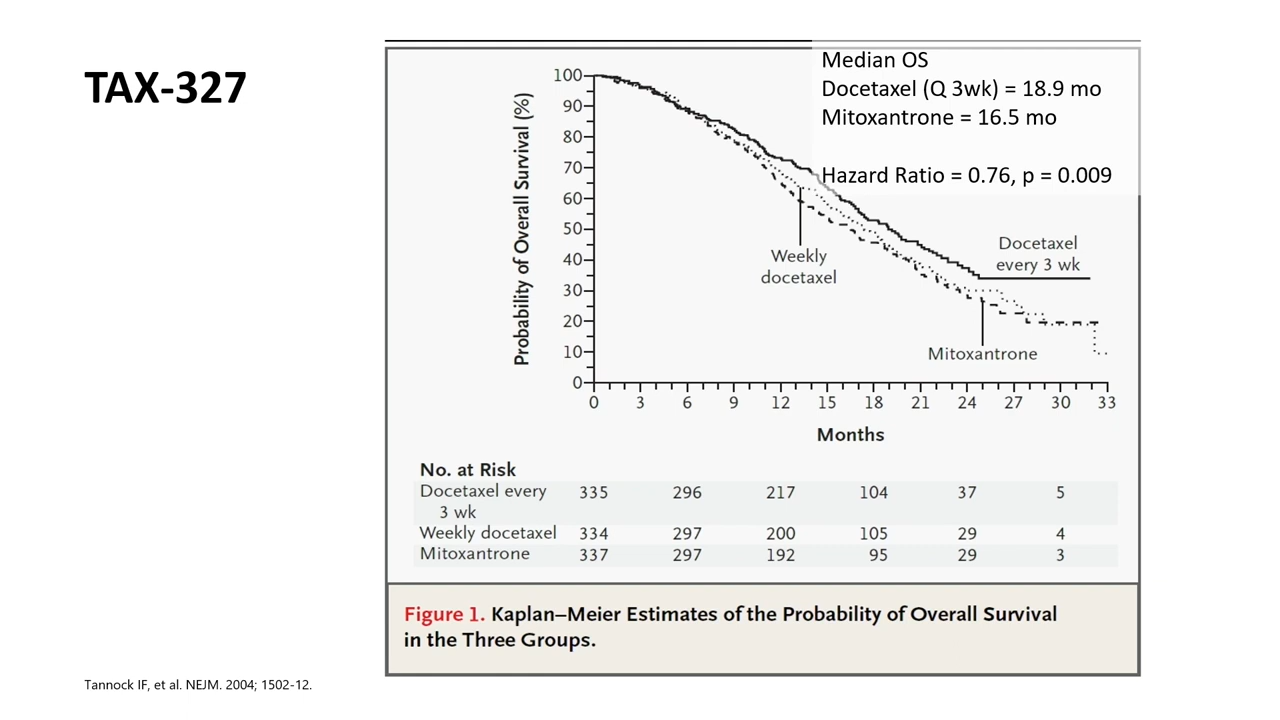 TAX-327
Median OS
Docetaxel (Q 3wk) = 18.9 mo
Mitoxantrone = 16.5 mo
Hazard Ratio = 0.76, p = 0.009
Probability of Overall Survival (%)
100
90
80
70
60
50
40
30
20
10
0
Weekly
docetaxel
Docetaxel
every 3 wk
Mitoxantrone
0 3 6 9 12 15 18 21 24 27 30 33
Months
No. at Risk
Docetaxel every 335 296 217 104 37 5
3 wk
Weekly docetaxel 334 297 200 105 29 4
Mitoxantrone 337 297 192 95 29 3
Figure 1. Kaplan–Meier Estimates of the Probability of Overall Survival
in the Three Groups.
Tannock IF, et al. NEJM. 2004; 1502-12.